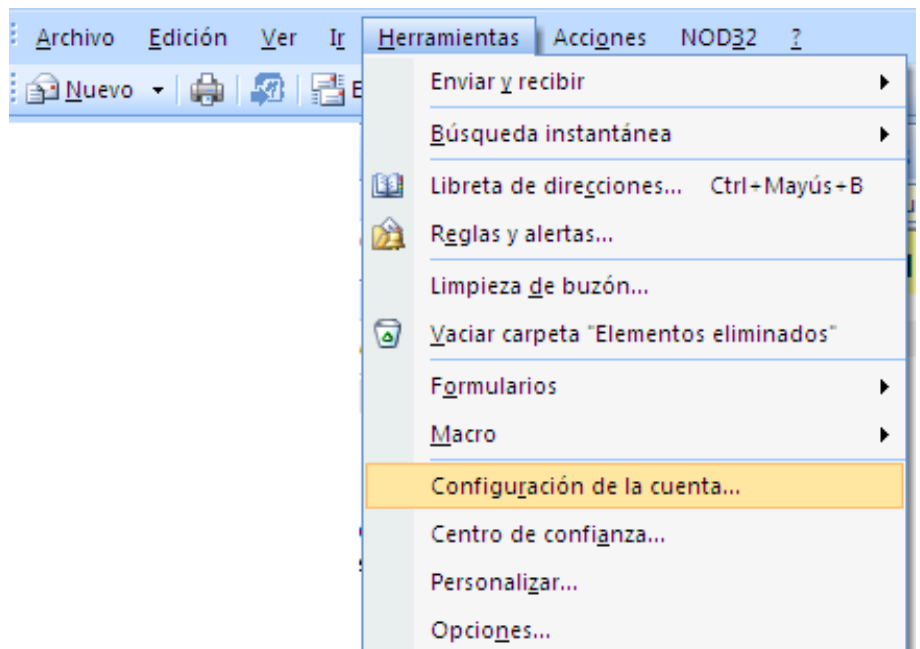 Archivo Edición Ver Ir Herramientas Acciones NOD32 ?
Nuevo
Enviar y recibir
Búsqueda instantánea
Libreta de direcciones... Ctrl+Mayús+B
Reglas y alertas...
Limpieza de buzón...
Vaciar carpeta "Elementos eliminados"
Formularios
Macro
Configuración de la cuenta...
Centro de confianza...
Personalizar...
Opciones...